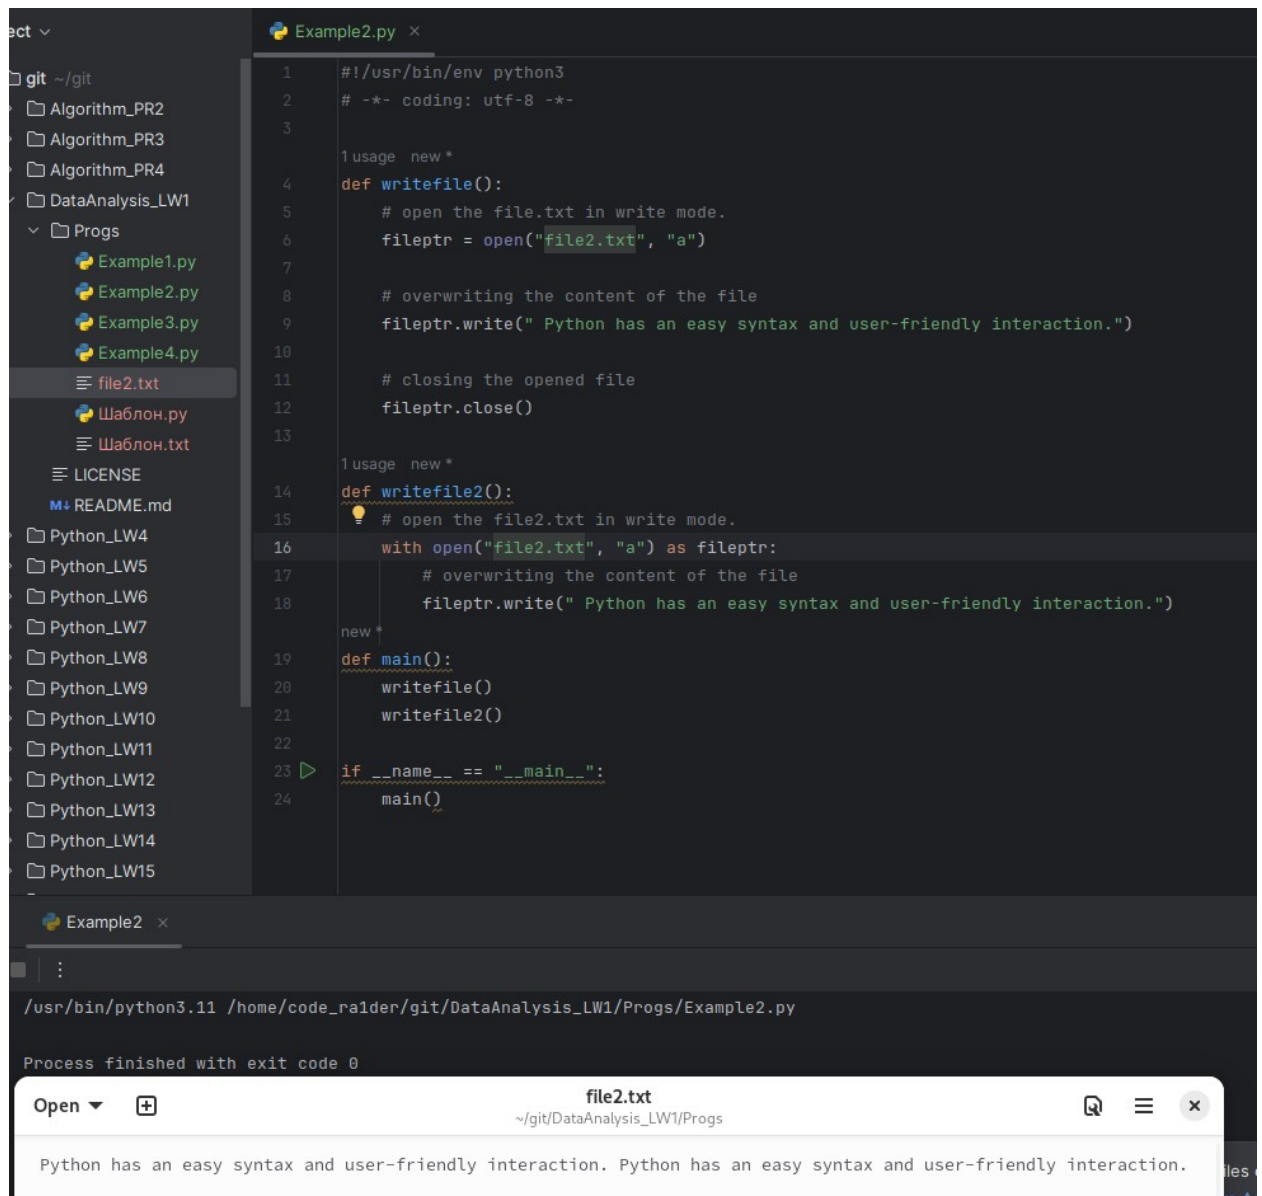 ect
Example2.py
git ~/git
Algorithm_PR2
Algorithm_PR3
Algorithm_PR4
DataAnalysis_LW1
Progs
Example1.py
Example2.py
Example3.py
Example4.py
file2.txt
Шаблон.py
Шаблон.txt
LICENSE
M↓ README.md
Python_LW4
Python_LW5
Python_LW6
Python_LW7
Python_LW8
Python_LW9
Python_LW10
Python_LW11
Python_LW12
Python_LW13
Python_LW14
Python_LW15
1 #!/usr/bin/env python3
2 # -*- coding: utf-8 -*-
3
1 usage new *
4 def writefile():
5 # open the file.txt in write mode.
6 fileptr = open("file2.txt", "a")
7
8 # overwriting the content of the file
9 fileptr.write(" Python has an easy syntax and user-friendly interaction.")
10
11 # closing the opened file
12 fileptr.close()
13
1 usage new *
14 def writefile2():
15 # open the file2.txt in write mode.
16 with open("file2.txt", "a") as fileptr:
17 # overwriting the content of the file
18 fileptr.write(" Python has an easy syntax and user-friendly interaction.")
new *
19 def main():
20 writefile()
21 writefile2()
22
23 if __name__ == "__main__":
24 main()
Example2
/usr/bin/python3.11 /home/code_ra1der/git/DataAnalysis_LW1/Progs/Example2.py
Process finished with exit code 0
Open
file2.txt
~/git/DataAnalysis_LW1/Progs
Python has an easy syntax and user-friendly interaction. Python has an easy syntax and user-friendly interaction.